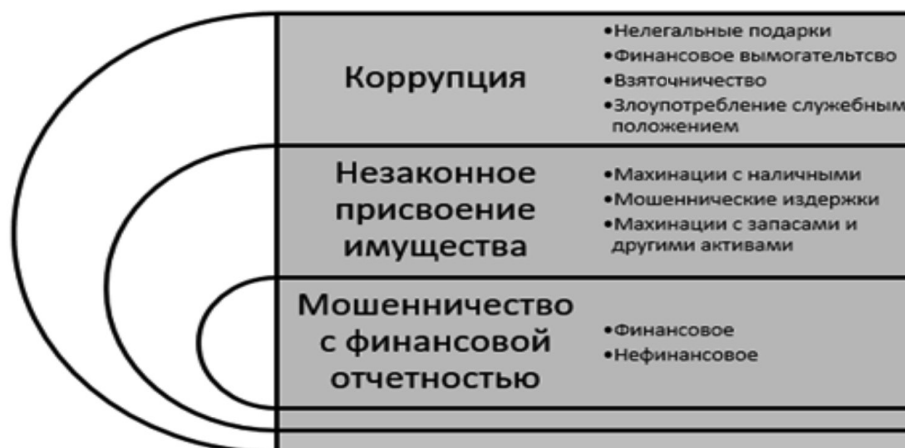 Коррупция
•Нелегальные подарки
•Финансовое вымогательтсво
•Взяточничество
•Злоупотребление служебным
положением
Незаконное
присвоение
имущества
•Махинации с наличными
•Мошеннические издержки
•Махинации с запасами и
другими активами
Мошенничество
с финансовой
отчетностью
•Финансовое
•Нефинансовое